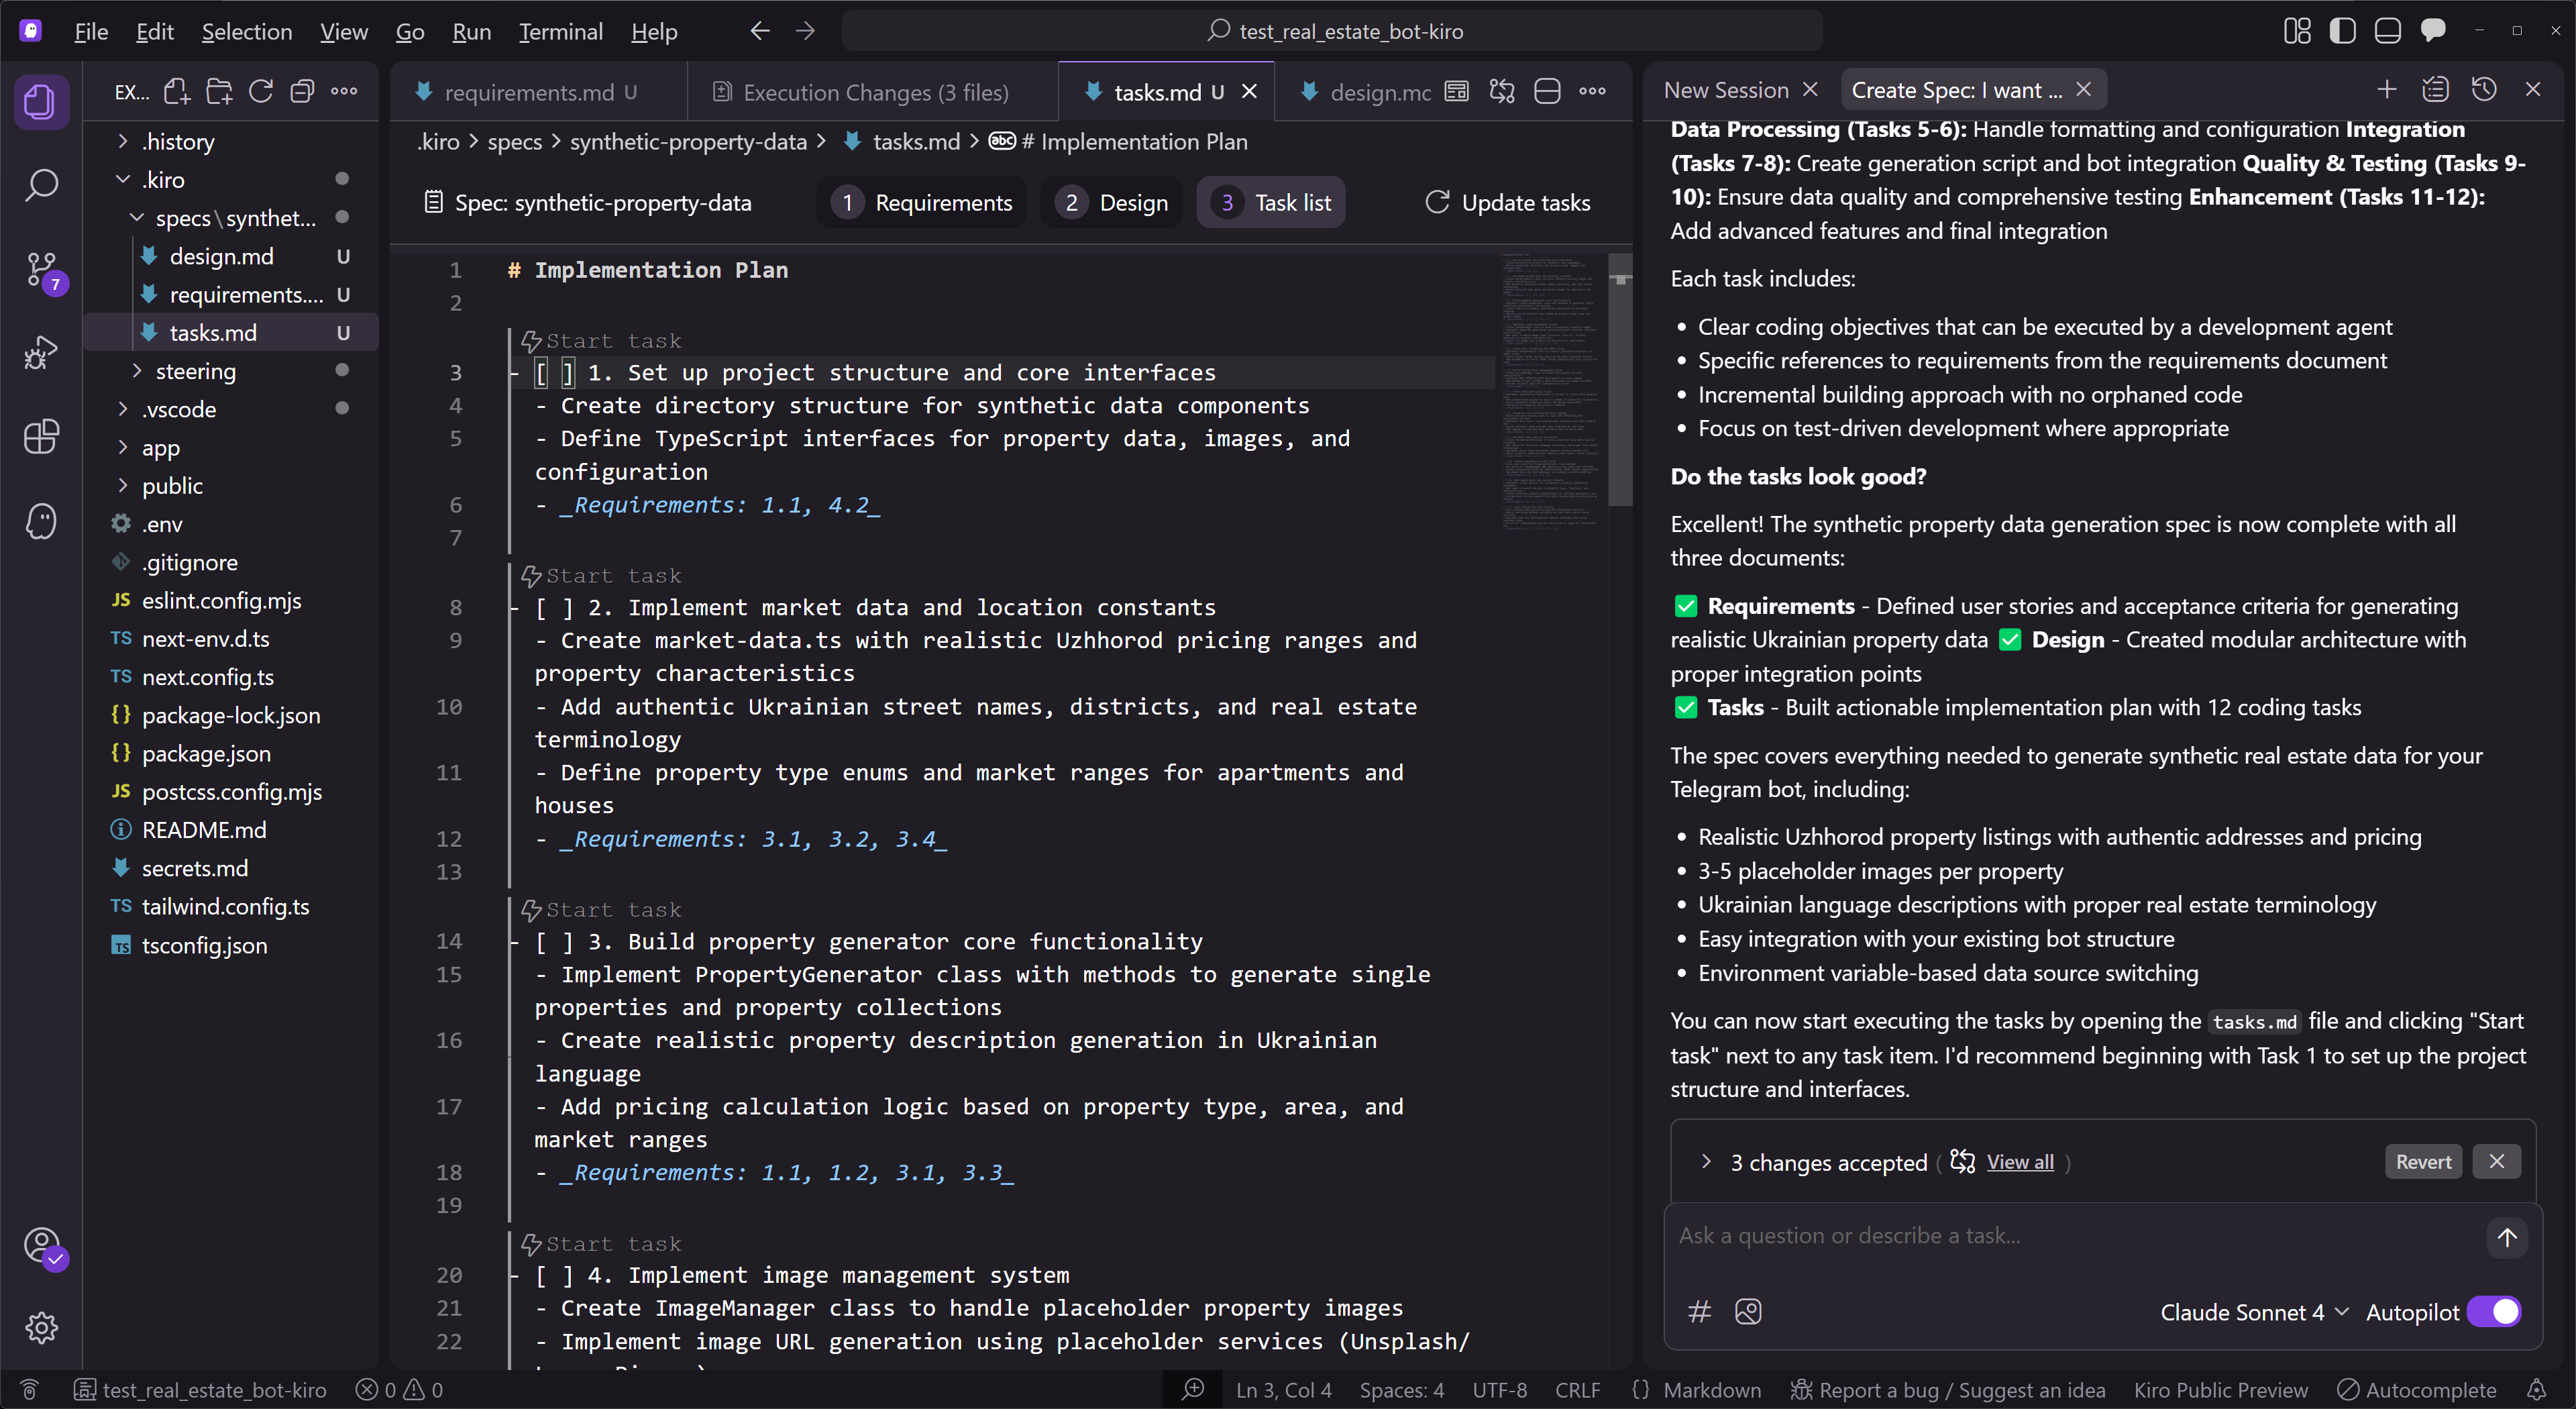 File Edit Selection View Go Run Terminal Help
test_real_estate_bot-kiro
EX...
.history
.kiro
specs\synthet...
design.md U
requirements.... U
tasks.md U
steering
.vscode
app
public
.env
.gitignore
JS eslint.config.mjs
TS next-env.d.ts
TS next.config.ts
{} package-lock.json
{} package.json
JS postcss.config.mjs
README.md
secrets.md
TS tailwind.config.ts
TS tsconfig.json
7
requirements.md U
Execution Changes (3 files)
tasks.md U
design.mc
.kiro > specs > synthetic-property-data > tasks.md > abc # Implementation Plan
Spec: synthetic-property-data
1 Requirements
2 Design
3 Task list
Update tasks
1 # Implementation Plan
2
Start task
3 - [ ] 1. Set up project structure and core interfaces
4 - Create directory structure for synthetic data components
5 - Define TypeScript interfaces for property data, images, and
configuration
6 - _Requirements: 1.1, 4.2_
7
Start task
8 - [ ] 2. Implement market data and location constants
9 - Create market-data.ts with realistic Uzhhorod pricing ranges and
property characteristics
10 - Add authentic Ukrainian street names, districts, and real estate
terminology
11 - Define property type enums and market ranges for apartments and
houses
12 - _Requirements: 3.1, 3.2, 3.4_
13
Start task
14 - [ ] 3. Build property generator core functionality
15 - Implement PropertyGenerator class with methods to generate single
properties and property collections
16 - Create realistic property description generation in Ukrainian
language
17 - Add pricing calculation logic based on property type, area, and
market ranges
18 - _Requirements: 1.1, 1.2, 3.1, 3.3_
19
Start task
20 - [ ] 4. Implement image management system
21 - Create ImageManager class to handle placeholder property images
22 - Implement image URL generation using placeholder services (Unsplash/
New Session
Create Spec: I want ...
Data Processing (Tasks 5-6): Handle formatting and configuration Integration
(Tasks 7-8): Create generation script and bot integration Quality & Testing (Tasks 9-
10): Ensure data quality and comprehensive testing Enhancement (Tasks 11-12):
Add advanced features and final integration
Each task includes:
• Clear coding objectives that can be executed by a development agent
• Specific references to requirements from the requirements document
• Incremental building approach with no orphaned code
• Focus on test-driven development where appropriate
Do the tasks look good?
Excellent! The synthetic property data generation spec is now complete with all
three documents:
✅ Requirements - Defined user stories and acceptance criteria for generating
realistic Ukrainian property data ✅ Design - Created modular architecture with
proper integration points
✅ Tasks - Built actionable implementation plan with 12 coding tasks
The spec covers everything needed to generate synthetic real estate data for your
Telegram bot, including:
• Realistic Uzhhorod property listings with authentic addresses and pricing
• 3-5 placeholder images per property
• Ukrainian language descriptions with proper real estate terminology
• Easy integration with your existing bot structure
• Environment variable-based data source switching
You can now start executing the tasks by opening the tasks.md file and clicking "Start
task" next to any task item. I'd recommend beginning with Task 1 to set up the project
structure and interfaces.
3 changes accepted ( View all )
Revert
Ask a question or describe a task...
#
Claude Sonnet 4
Autopilot
test_real_estate_bot-kiro
0 0
Ln 3, Col 4
Spaces: 4
UTF-8
CRLF
{} Markdown
Report a bug / Suggest an idea
Kiro Public Preview
Autocomplete